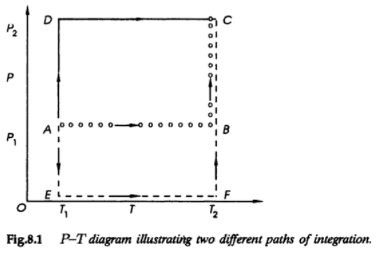 P2
D
C
P
P1
A
B
E
F
O
T1
T
T2
Fig.8.1 P–T diagram illustrating two different paths of integration.